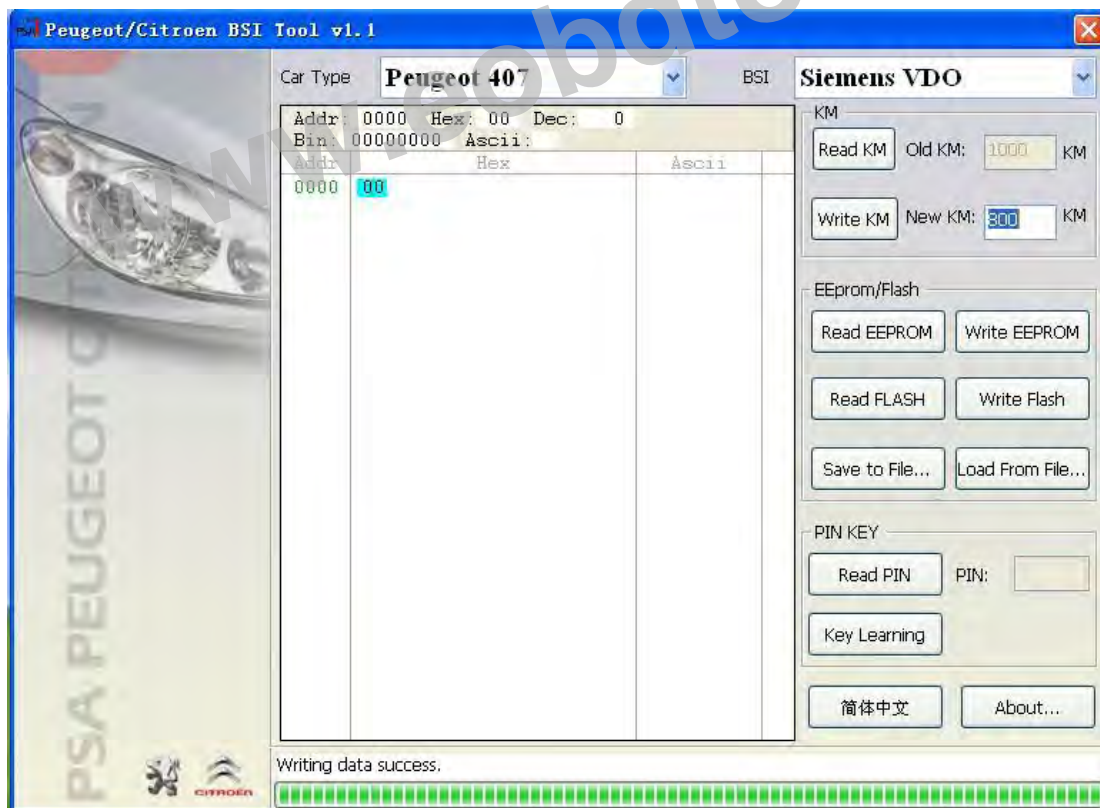 Peugeot/Citroen BSI Tool v1.1
Car Type Peugeot 407 BSI Siemens VDO
Addr: 0000 Hex: 00 Dec: 0
Bin: 00000000 Ascii:
Addr Hex Ascii
0000 00
KM
Read KM Old KM: 1000 KM
Write KM New KM: 800 KM
EEprom/Flash
Read EEPROM Write EEPROM
Read FLASH Write Flash
Save to File... Load From File...
PIN KEY
Read PIN PIN:
Key Learning
简体中文 About...
Writing data success.
PSA PEUGEOT
CITROËN